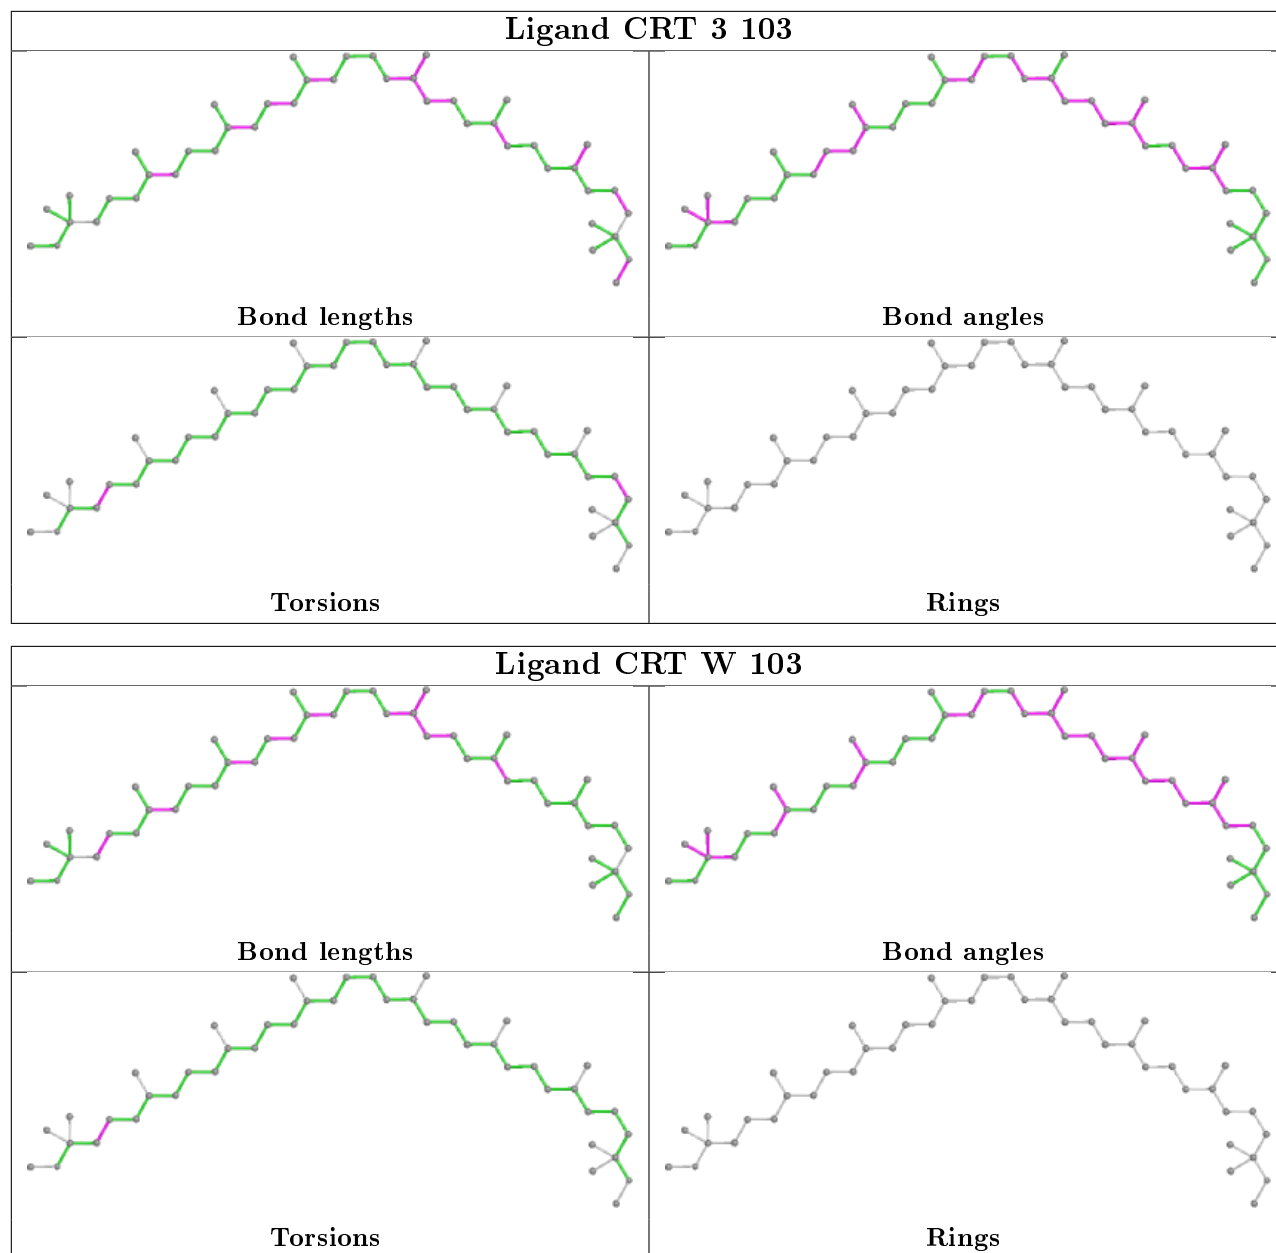 Ligand CRT 3 103
Bond lengths
Bond angles
Torsions
Rings
Ligand CRT W 103
Bond lengths
Bond angles
Torsions
Rings